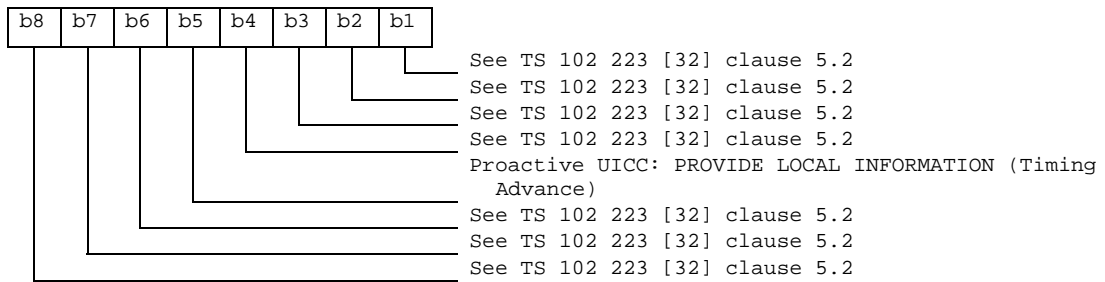 b8 b7 b6 b5 b4 b3 b2 b1
See TS 102 223 [32] clause 5.2
See TS 102 223 [32] clause 5.2
See TS 102 223 [32] clause 5.2
See TS 102 223 [32] clause 5.2
Proactive UICC: PROVIDE LOCAL INFORMATION (Timing
Advance)
See TS 102 223 [32] clause 5.2
See TS 102 223 [32] clause 5.2
See TS 102 223 [32] clause 5.2